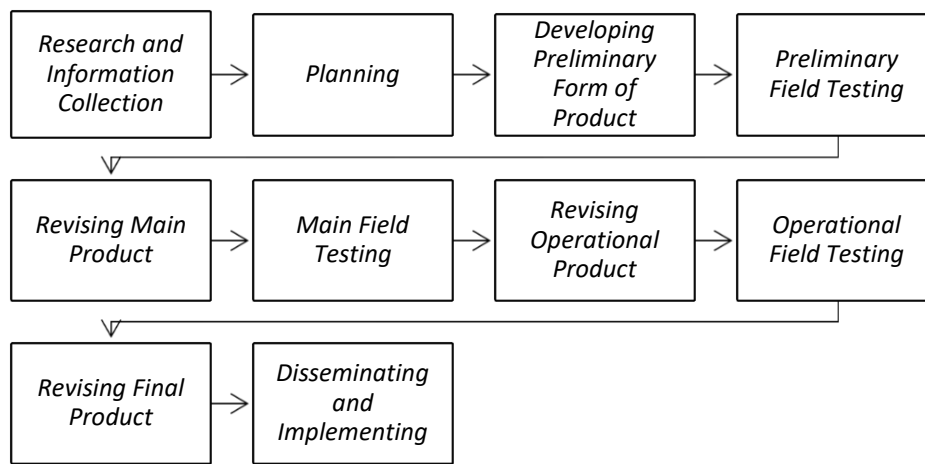 Research and
Information
Collection
Planning
Developing
Preliminary
Form of
Product
Preliminary
Field Testing
Revising Main
Product
Main Field
Testing
Revising
Operational
Product
Operational
Field Testing
Revising Final
Product
Disseminating
and
Implementing